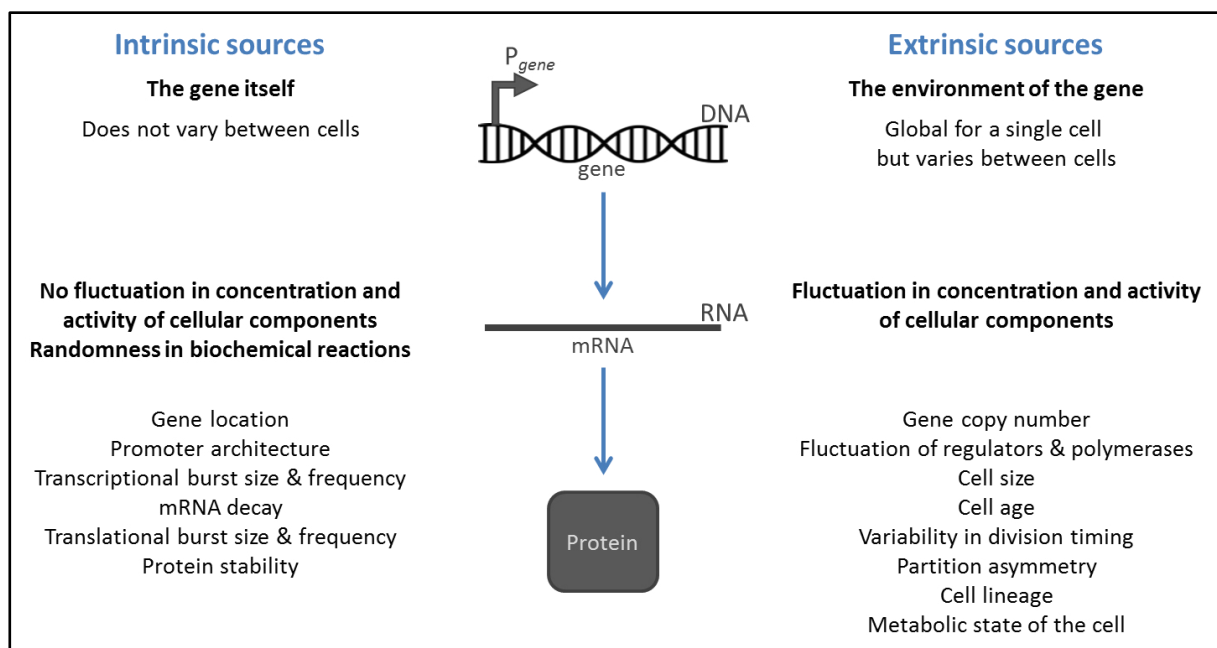 Intrinsic sources
The gene itself
Does not vary between cells
No fluctuation in concentration and
activity of cellular components
Randomness in biochemical reactions
Gene location
Promoter architecture
Transcriptional burst size & frequency
mRNA decay
Translational burst size & frequency
Protein stability
Pgene
DNA
gene
RNA
mRNA
Protein
Extrinsic sources
The environment of the gene
Global for a single cell
but varies between cells
Fluctuation in concentration and activity
of cellular components
Gene copy number
Fluctuation of regulators & polymerases
Cell size
Cell age
Variability in division timing
Partition asymmetry
Cell lineage
Metabolic state of the cell